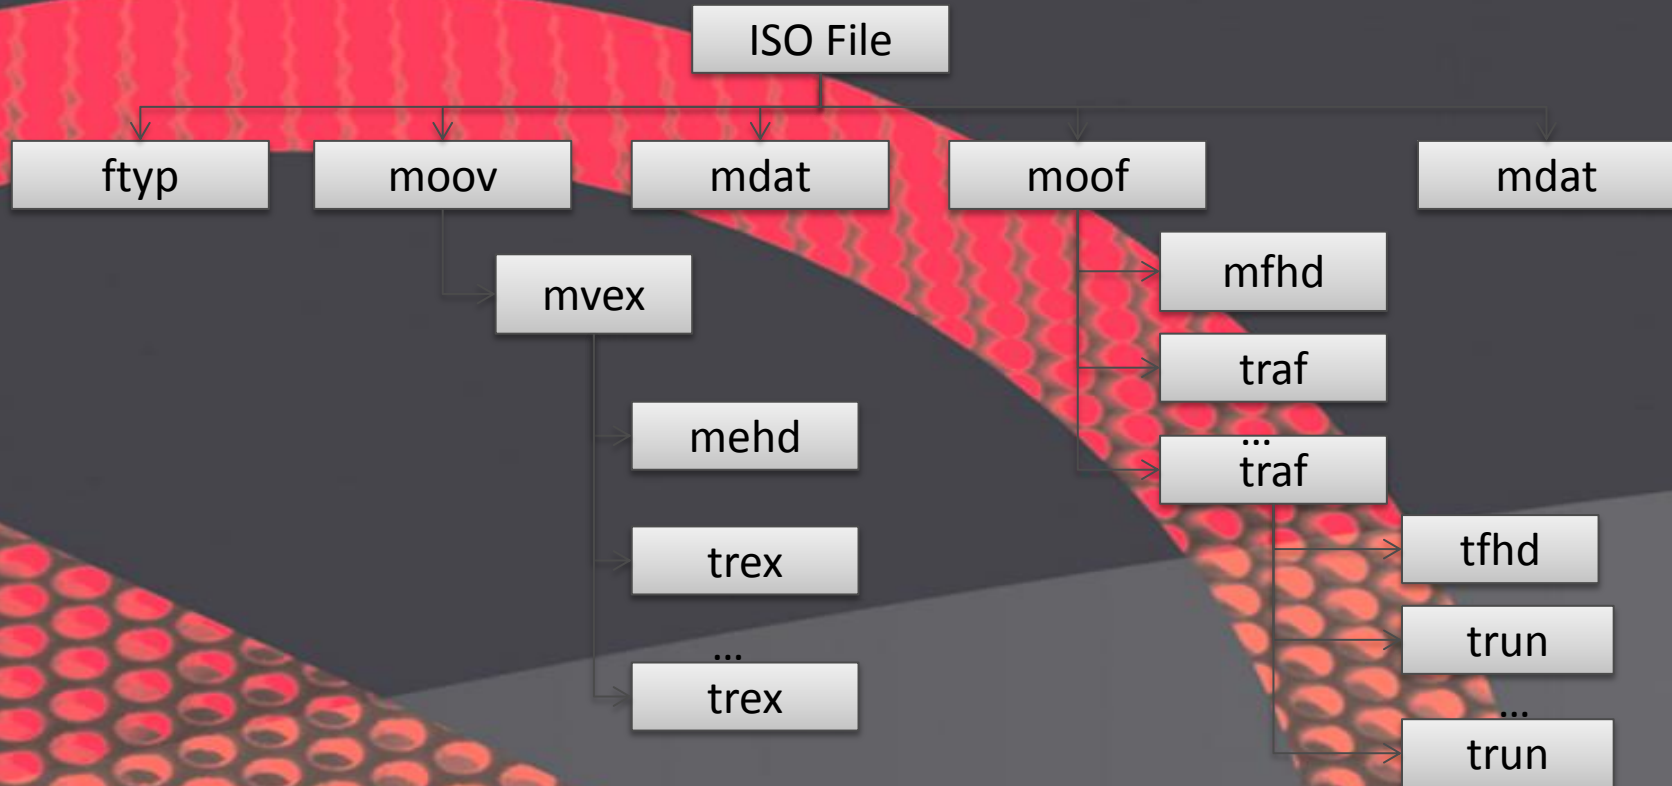 ISO File
ftyp
moov
mdat
moof
mdat
mvex
mehd
trex
...
trex
mfhd
traf
...
traf
tfhd
trun
...
trun